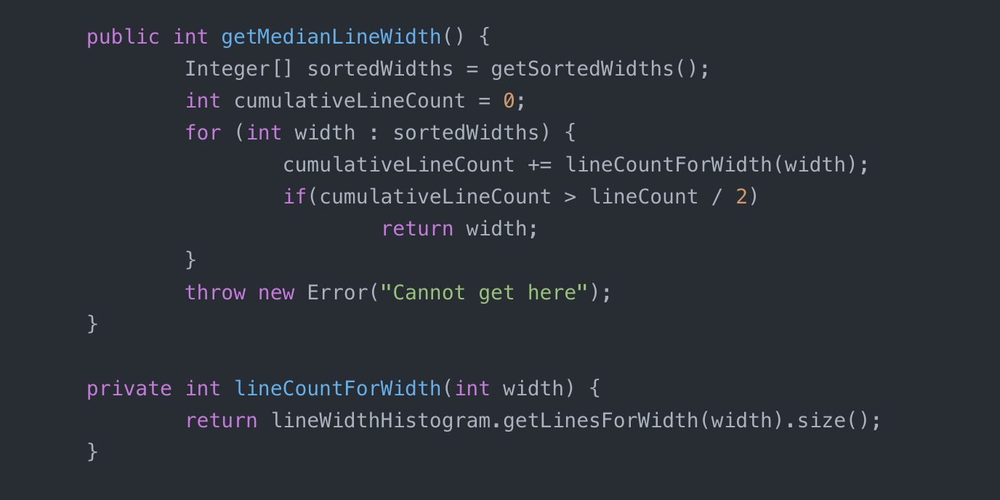 public int getMedianLineWidth() {
        Integer[] sortedWidths = getSortedWidths();
        int cumulativeLineCount = 0;
        for (int width : sortedWidths) {
                cumulativeLineCount += lineCountForWidth(width);
                if(cumulativeLineCount > lineCount / 2)
                        return width;
        }
        throw new Error("Cannot get here");
}

private int lineCountForWidth(int width) {
        return lineWidthHistogram.getLinesForWidth(width).size();
}